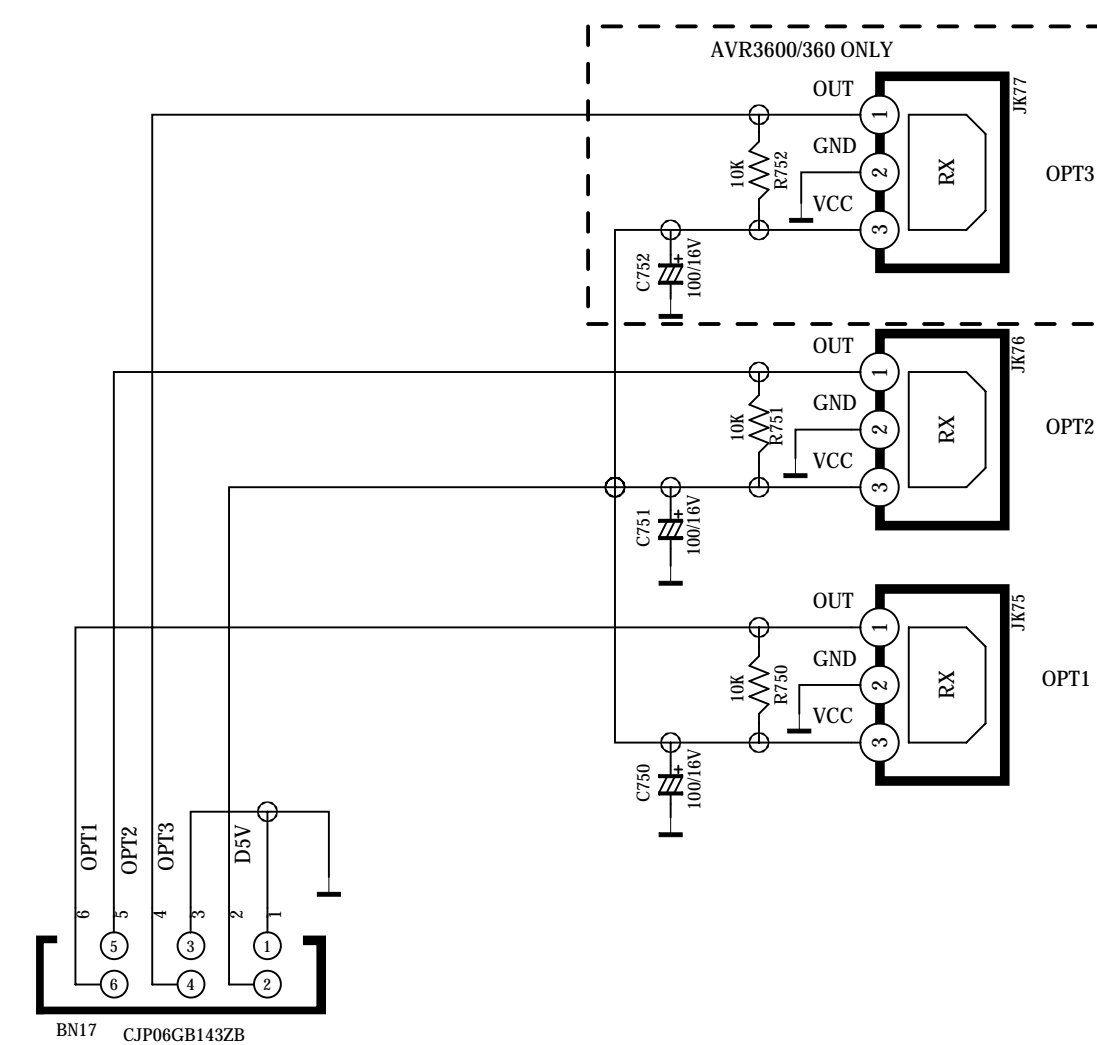 AVR3600/360 ONLY
OUT
JK77
1
GND
10K
R752
2
RX
OPT3
VCC
3
C752
+
100/16V
OUT
JK76
1
GND
10K
R751
2
RX
OPT2
VCC
3
C751
+
100/16V
OUT
JK75
1
GND
10K
R750
2
RX
OPT1
VCC
3
C750
+
100/16V
OPT1
OPT2
OPT3
D5V
6
5
4
3
2
1
5
3
1
6
4
2
BN17
CJP06GB143ZB